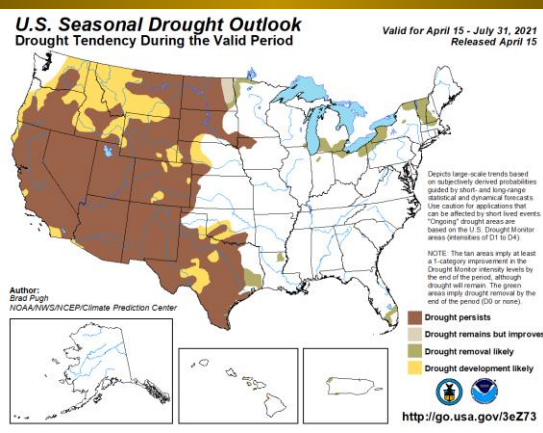 U.S. Seasonal Drought Outlook
Drought Tendency During the Valid Period
Valid for April 15 - July 31, 2021
Released April 15
Depicts large-scale trends based
on subjectively derived probabilities
guided by short- and long-range
statistical and dynamical forecasts.
Use caution for applications that
can be affected by short lived events.
"Ongoing" drought areas are
based on the U.S. Drought Monitor
areas (intensities of D1 to D4).
NOTE: The tan areas imply at least
a 1-category improvement in the
Drought Monitor intensity levels by
the end of the period, although
drought will remain. The green
areas imply drought removal by the
end of the period (D0 or none).
Author:
Brad Pugh
NOAA/NWS/NCEP/Climate Prediction Center
Drought persists
Drought remains but improves
Drought removal likely
Drought development likely
http://go.usa.gov/3eZ73